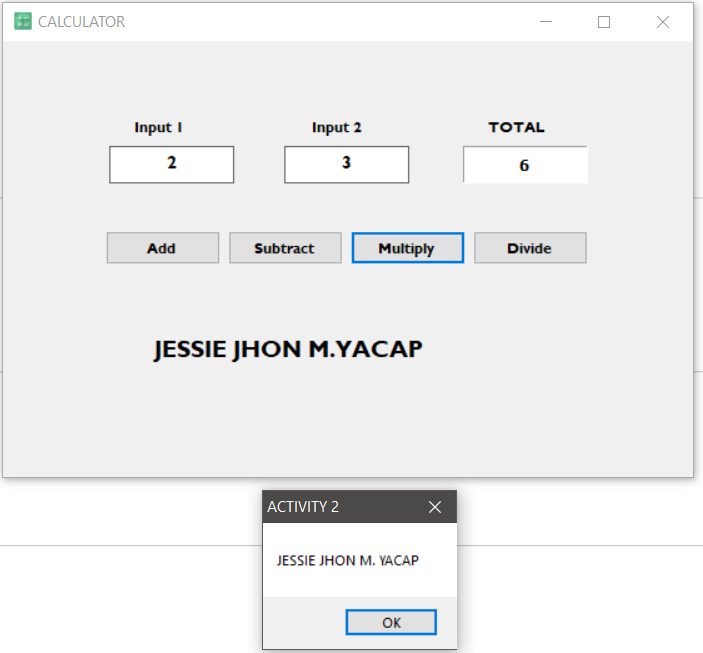 CALCULATOR
Input 1 Input 2 TOTAL
2 3 6
Add Subtract Multiply Divide
JESSIE JHON M.YACAP
ACTIVITY 2
JESSIE JHON M. YACAP
OK